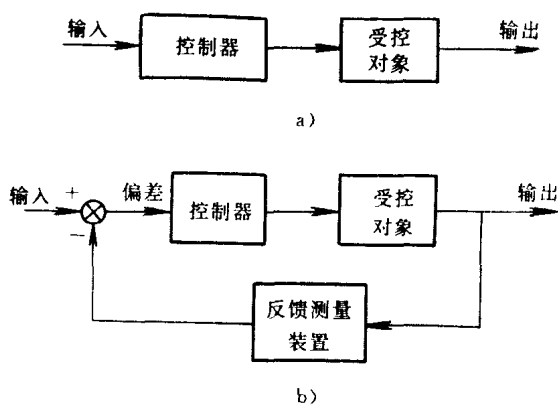 输入
控制器
受控
对象
输出
a)
输入
+
−
偏差
控制器
受控
对象
输出
反馈测量
装置
b)